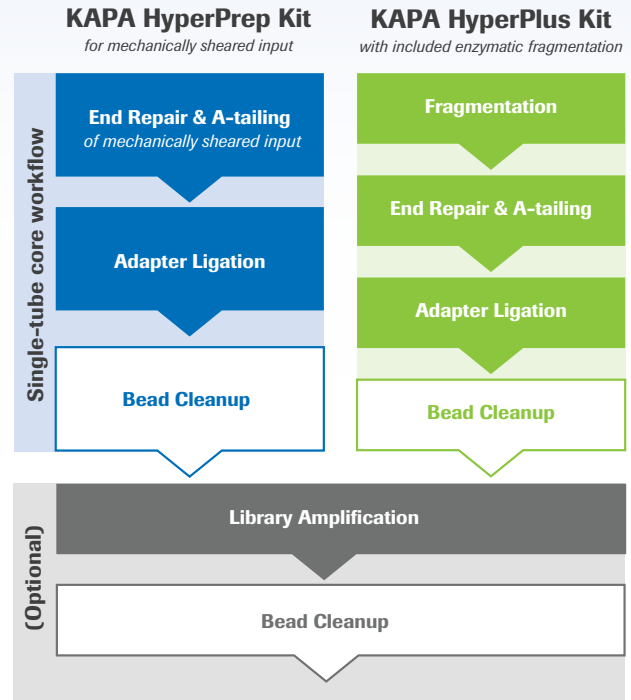 KAPA HyperPrep Kit
for mechanically sheared input
KAPA HyperPlus Kit
with included enzymatic fragmentation
Single-tube core workflow
End Repair & A-tailing
of mechanically sheared input
Adapter Ligation
Bead Cleanup
Fragmentation
End Repair & A-tailing
Adapter Ligation
Bead Cleanup
(Optional)
Library Amplification
Bead Cleanup